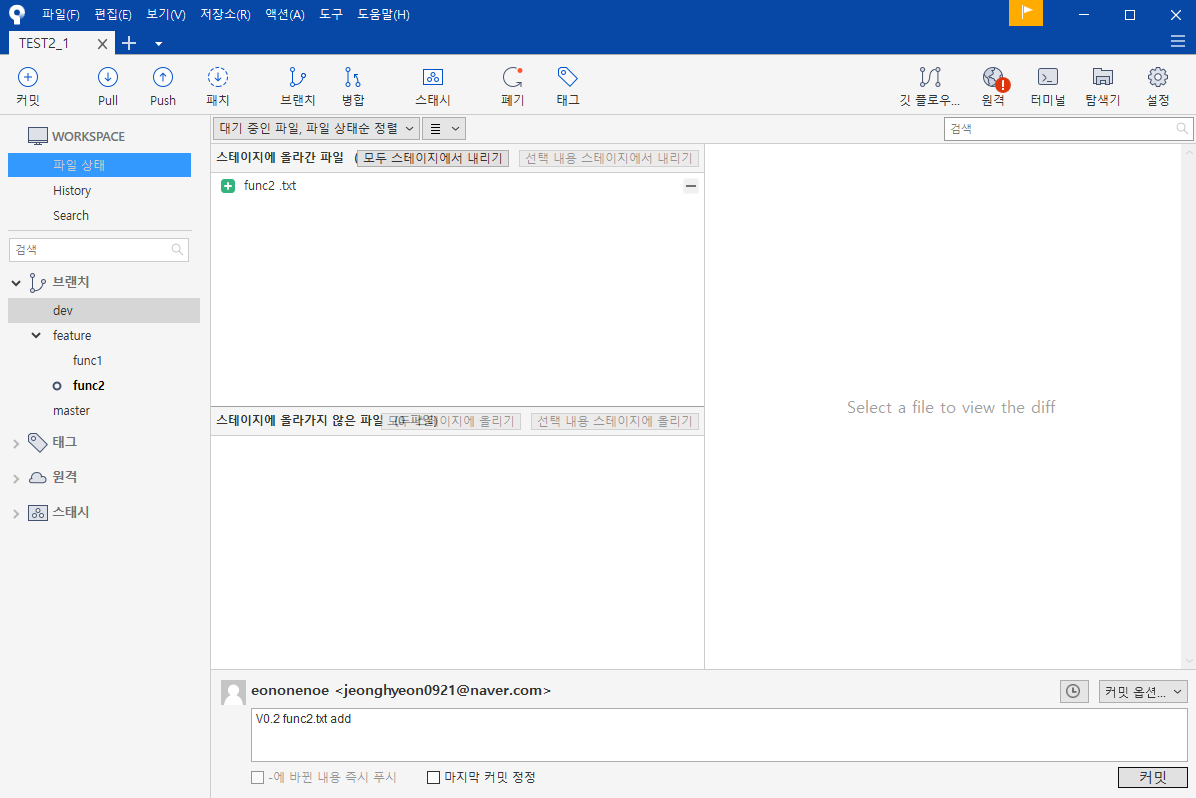 파일(F) 편집(E) 보기(V) 저장소(R) 액션(A) 도구 도움말(H)
TEST2_1
커밋 Pull Push 패치 브랜치 병합 스태시 폐기 태그 깃 플로우... 원격 터미널 탐색기 설정
WORKSPACE
파일 상태
History
Search
검색
브랜치
dev
feature
func1
func2
master
태그
원격
스태시
대기 중인 파일, 파일 상태순 정렬
검색
스테이지에 올라간 파일 ( 모두 스테이지에서 내리기 선택 내용 스테이지에서 내리기
func2 .txt
Select a file to view the diff
스테이지에 올라가지 않은 파일 (0 파일) 모두 스테이지에 올리기 선택 내용 스테이지에 올리기
eononenoe <jeonghyeon0921@naver.com>
커밋 옵션...
V0.2 func2.txt add
-에 바뀐 내용 즉시 푸시 마지막 커밋 정정
커밋